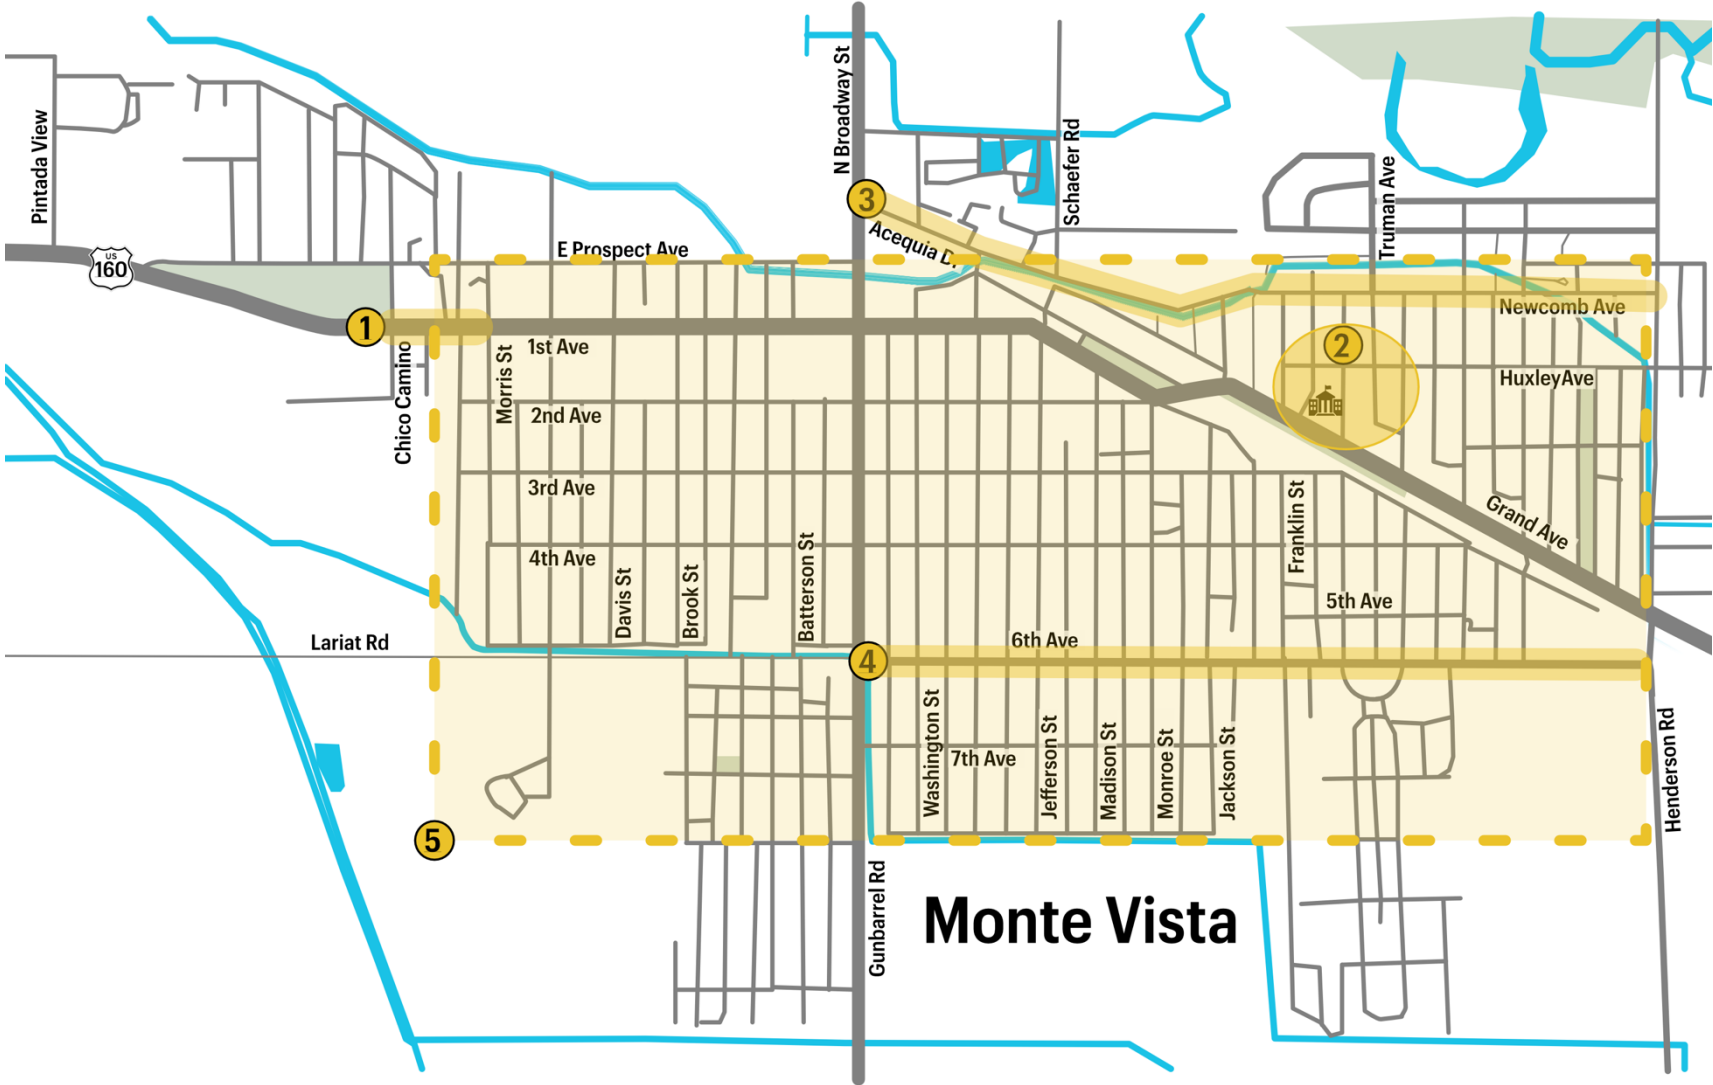 N Broadway St
Pintada View
Schaefer Rd
Truman Ave
3
Acequia Dr
E Prospect Ave
US
160
Newcomb Ave
1
1st Ave
2
Chico Camino
Morris St
HuxleyAve
2nd Ave
3rd Ave
Franklin St
Grand Ave
4th Ave
Davis St
Brook St
Batterson St
5th Ave
Lariat Rd
6th Ave
4
Washington St
7th Ave
Jefferson St
Madison St
Monroe St
Jackson St
Henderson Rd
5
Gunbarrel Rd
Monte Vista